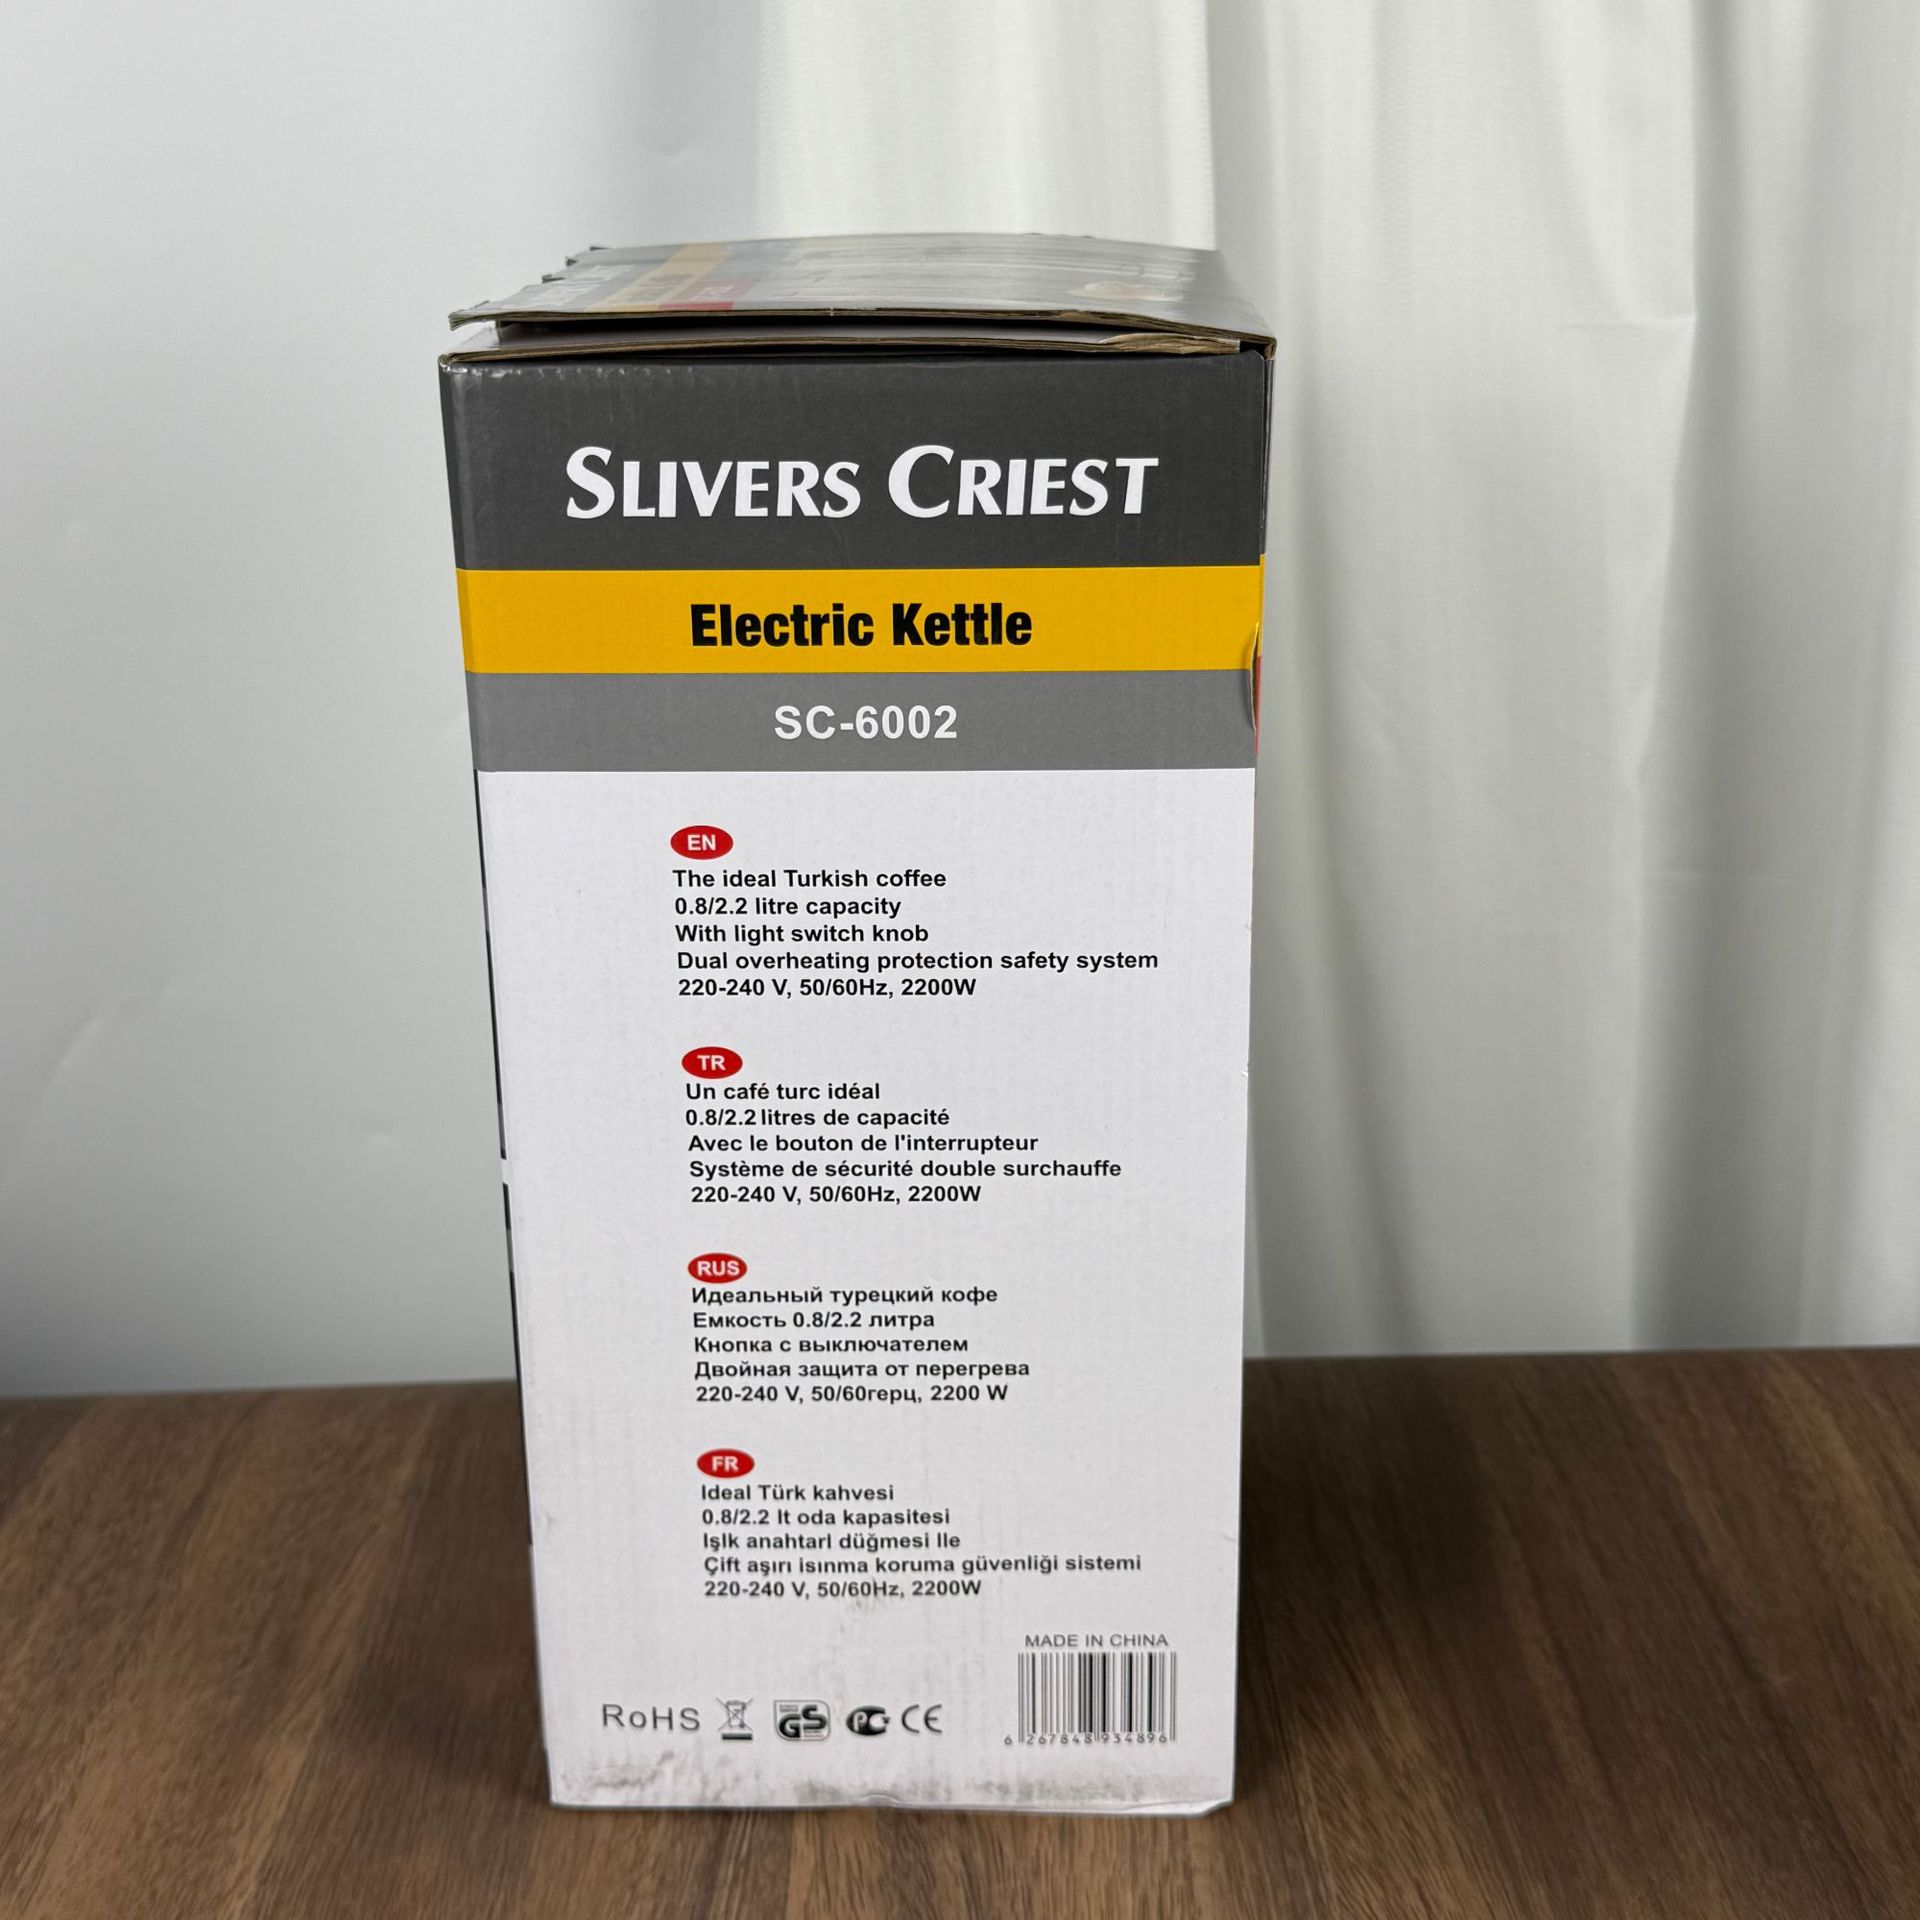 SLIVERS CRIEST
Electric Kettle
SC-6002
EN
The ideal Turkish coffee
0.8/2.2 litre capacity
With light switch knob
Dual overheating protection safety system
220-240 V, 50/60Hz, 2200W
TR
Un café turc idéal
0.8/2.2 litres de capacité
Avec le bouton de l'interrupteur
Système de sécurité double surchauffe
220-240 V, 50/60Hz, 2200W
RUS
Идеальный турецкий кофе
Емкость 0.8/2.2 литра
Кнопка с выключателем
Двойная защита от перегрева
220-240 V, 50/60герц, 2200 W
FR
Ideal Türk kahvesi
0.8/2.2 lt oda kapasitesi
Işlk anahtarl düğmesi Ile
Çift aşırı isınma koruma güvenliği sistemi
220-240 V, 50/60Hz, 2200W
MADE IN CHINA
RoHS GS PC CE
6 267848 934896